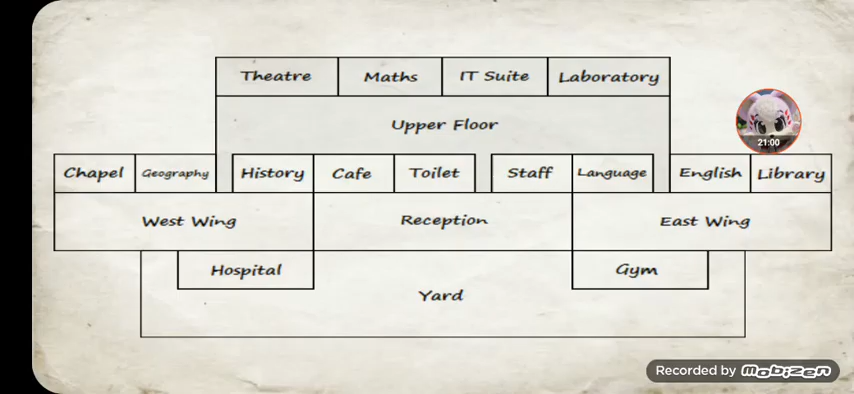 Theatre Maths IT Suite Laboratory
Upper Floor
21:00
Chapel Geography History Cafe Toilet Staff Language English Library
West Wing Reception East Wing
Hospital Gym
Yard
Recorded by Mobizen